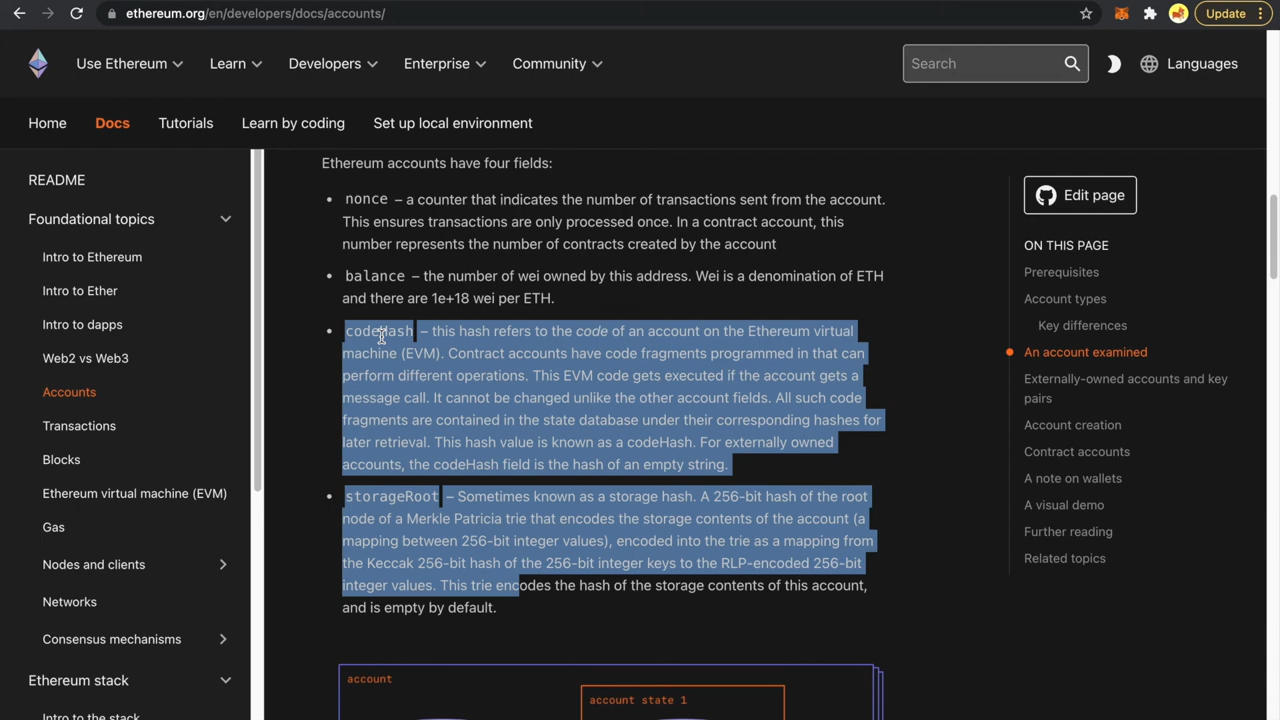 ethereum.org/en/developers/docs/accounts/
Update
Use Ethereum
Learn
Developers
Enterprise
Community
Search
Languages
Home
Docs
Tutorials
Learn by coding
Set up local environment
README
Foundational topics
Intro to Ethereum
Intro to Ether
Intro to dapps
Web2 vs Web3
Accounts
Transactions
Blocks
Ethereum virtual machine (EVM)
Gas
Nodes and clients
Networks
Consensus mechanisms
Ethereum stack
Intro to the stack
Ethereum accounts have four fields:
• nonce – a counter that indicates the number of transactions sent from the account.
This ensures transactions are only processed once. In a contract account, this
number represents the number of contracts created by the account
• balance – the number of wei owned by this address. Wei is a denomination of ETH
and there are 1e+18 wei per ETH.
• codeHash – this hash refers to the code of an account on the Ethereum virtual
machine (EVM). Contract accounts have code fragments programmed in that can
perform different operations. This EVM code gets executed if the account gets a
message call. It cannot be changed unlike the other account fields. All such code
fragments are contained in the state database under their corresponding hashes for
later retrieval. This hash value is known as a codeHash. For externally owned
accounts, the codeHash field is the hash of an empty string.
• storageRoot – Sometimes known as a storage hash. A 256-bit hash of the root
node of a Merkle Patricia trie that encodes the storage contents of the account (a
mapping between 256-bit integer values), encoded into the trie as a mapping from
the Keccak 256-bit hash of the 256-bit integer keys to the RLP-encoded 256-bit
integer values. This trie encodes the hash of the storage contents of this account,
and is empty by default.
account
account state 1
Edit page
ON THIS PAGE
Prerequisites
Account types
Key differences
An account examined
Externally-owned accounts and key
pairs
Account creation
Contract accounts
A note on wallets
A visual demo
Further reading
Related topics